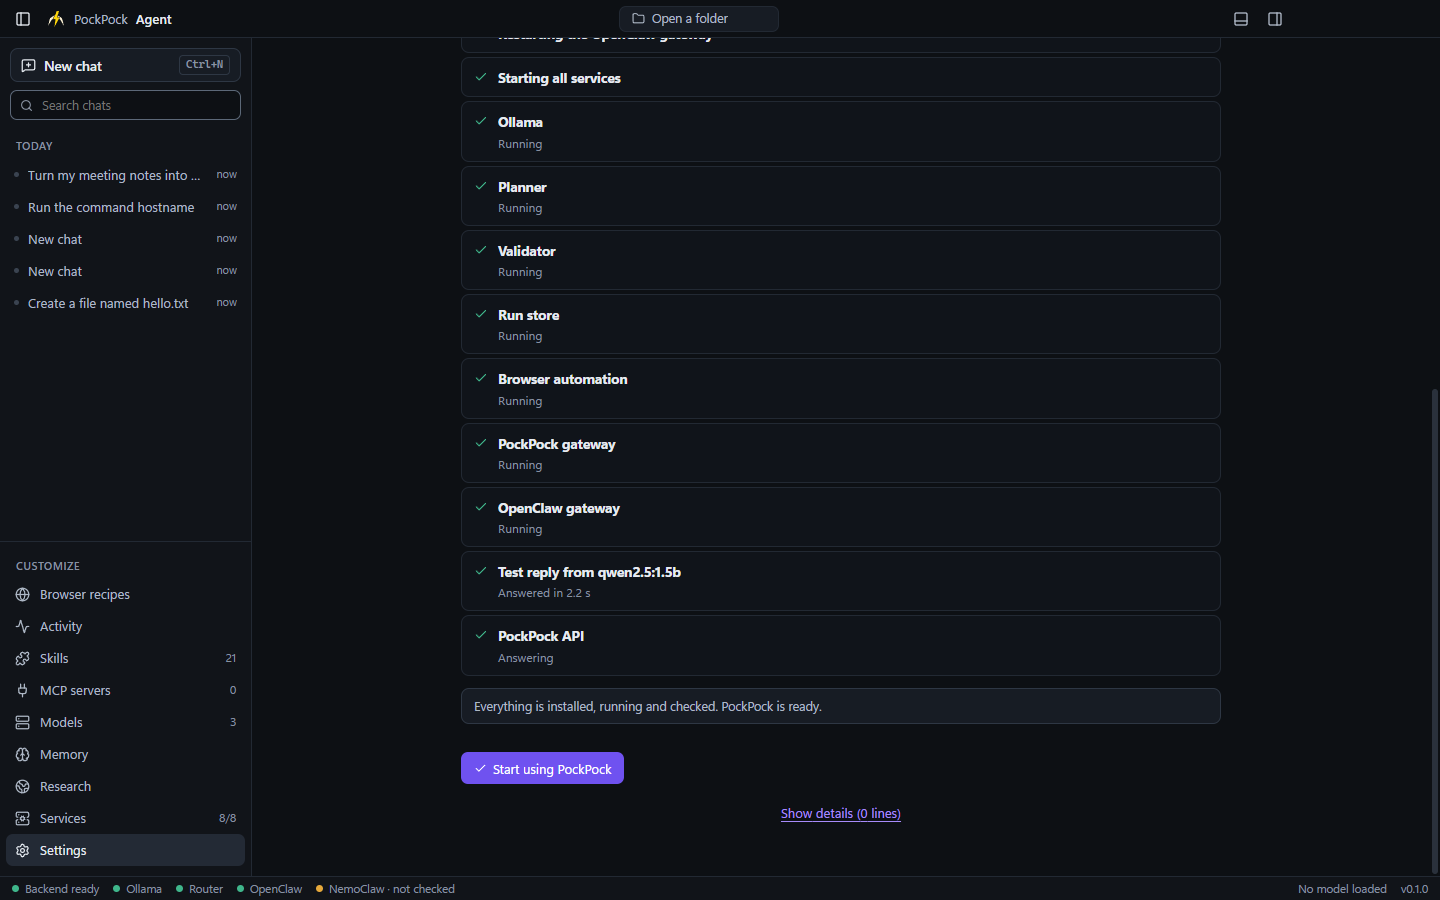 PockPock Agent
Open a folder
New chat
Ctrl+N
Search chats
TODAY
Turn my meeting notes into ... now
Run the command hostname now
New chat now
New chat now
Create a file named hello.txt now
CUSTOMIZE
Browser recipes
Activity
Skills 21
MCP servers 0
Models 3
Memory
Research
Services 8/8
Settings
Restarting the OpenClaw gateway
Starting all services
Ollama
Running
Planner
Running
Validator
Running
Run store
Running
Browser automation
Running
PockPock gateway
Running
OpenClaw gateway
Running
Test reply from qwen2.5:1.5b
Answered in 2.2 s
PockPock API
Answering
Everything is installed, running and checked. PockPock is ready.
Start using PockPock
Show details (0 lines)
Backend ready
Ollama
Router
OpenClaw
NemoClaw · not checked
No model loaded
v0.1.0